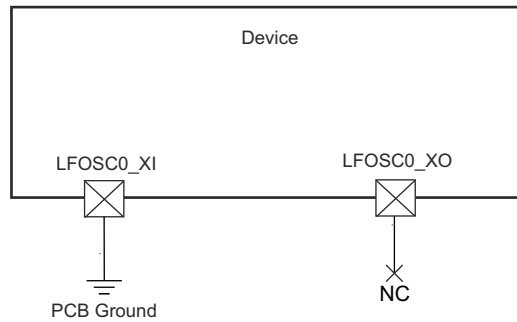 Device
LFOSC0_XI
LFOSC0_XO
PCB Ground
NC